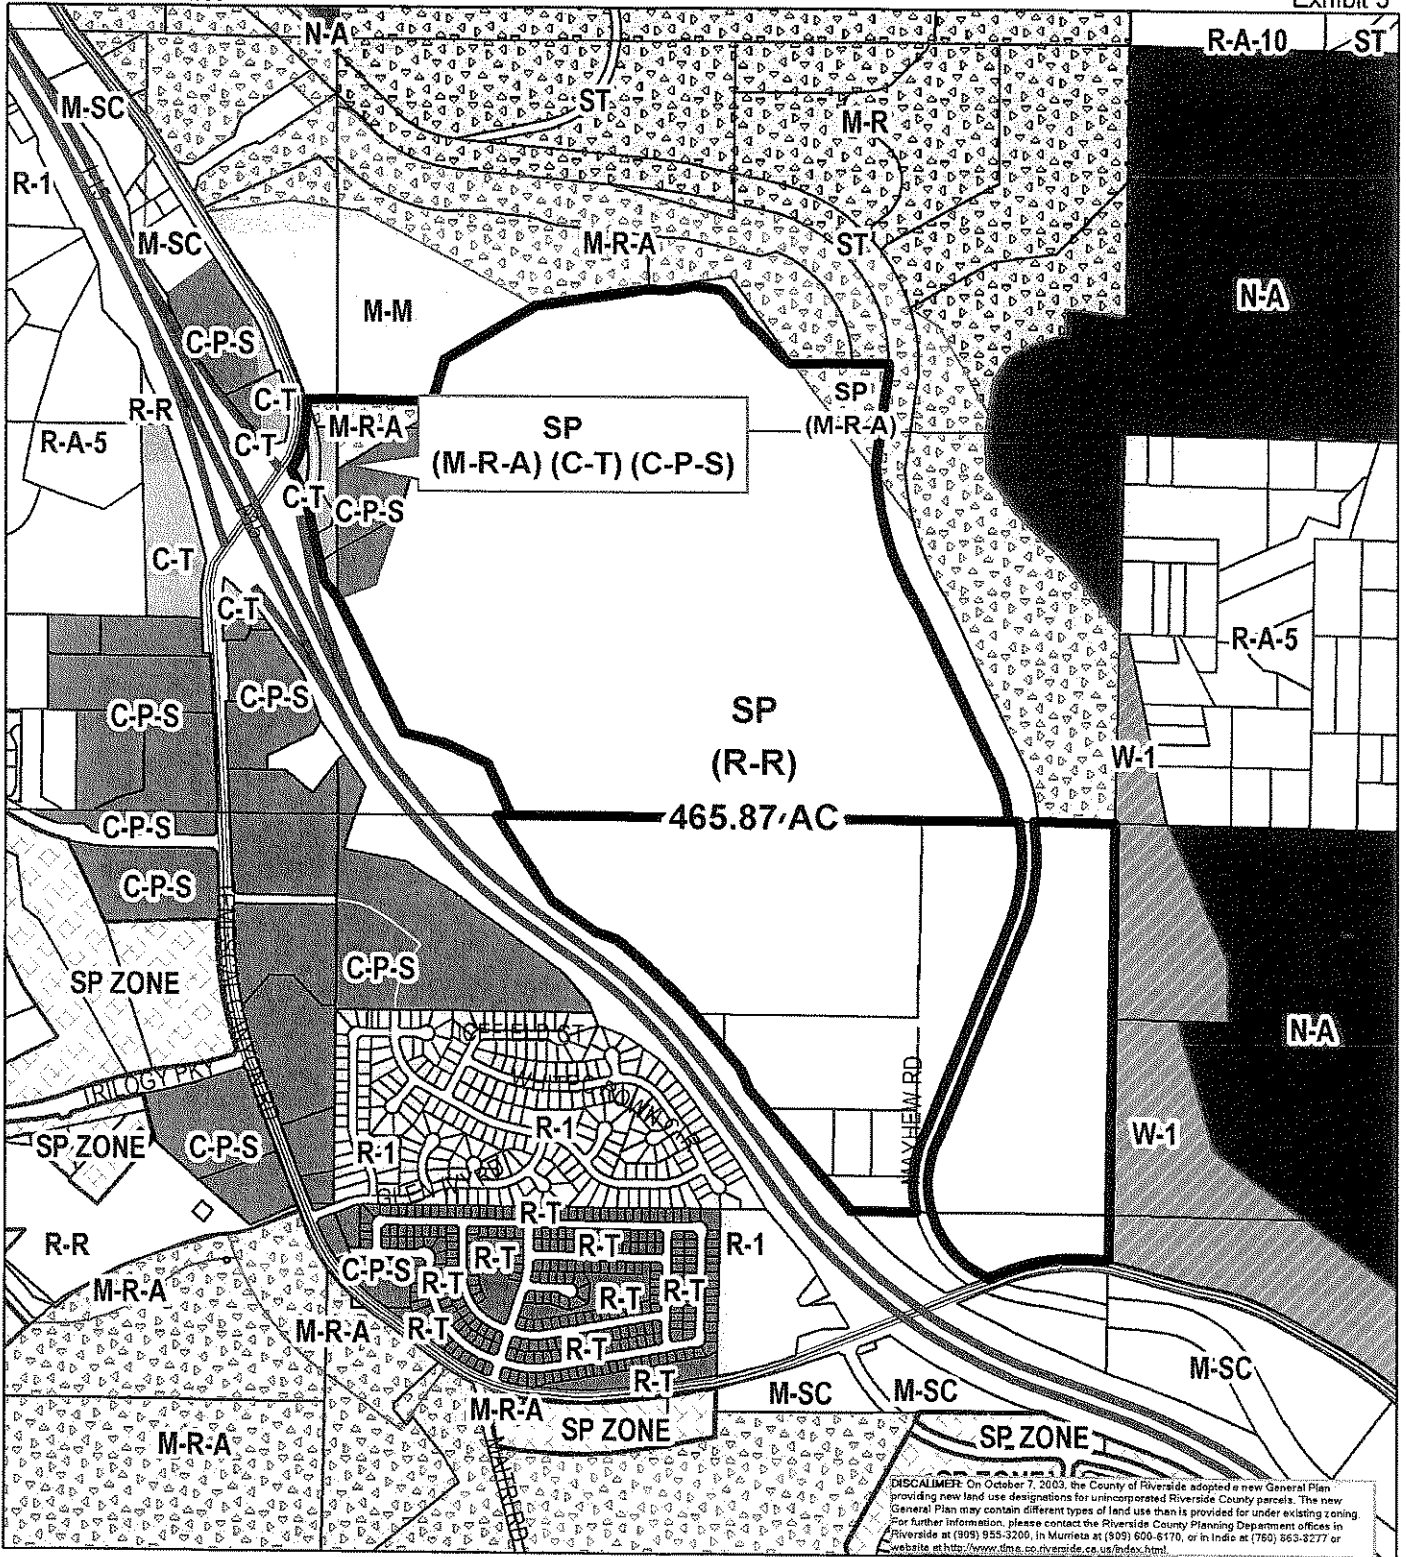 Exhibit 3
N-A
R-A-10
ST
M-SC
ST
M-R
R-1
M-SC
M-R-A
ST
N-A
M-M
C-P-S
C-T
R-R
SP
(M-R-A)
M-R-A
SP
(M-R-A) (C-T) (C-P-S)
R-A-5
C-T
C-T
C-P-S
C-T
C-T
R-A-5
C-P-S
C-P-S
SP
(R-R)
465.87 AC
W-1
C-P-S
C-P-S
C-P-S
SP ZONE
N-A
TRILOGY PKY
MAYHEW RD
SP ZONE
C-P-S
R-1
R-1
W-1
GLEN IVY RD
R-T
R-R
C-P-S
R-T
R-T
R-1
M-R-A
R-T
R-T
R-T
M-R-A
R-T
R-T
R-T
M-SC
M-SC
M-SC
M-R-A
SP ZONE
M-R-A
SP ZONE
SP ZONE
DISCALIMER: On October 7, 2003, the County of Riverside adopted a new General Plan
providing new land use designations for unincorporated Riverside County parcels. The new
General Plan may contain different types of land use than is provided for under existing zoning.
For further information, please contact the Riverside County Planning Department offices in
Riverside at (909) 955-3200, in Murrieta at (909) 600-6170, or in Indio at (760) 863-8277 or
website at http://www.tlma.co.riverside.ca.us/index.html.